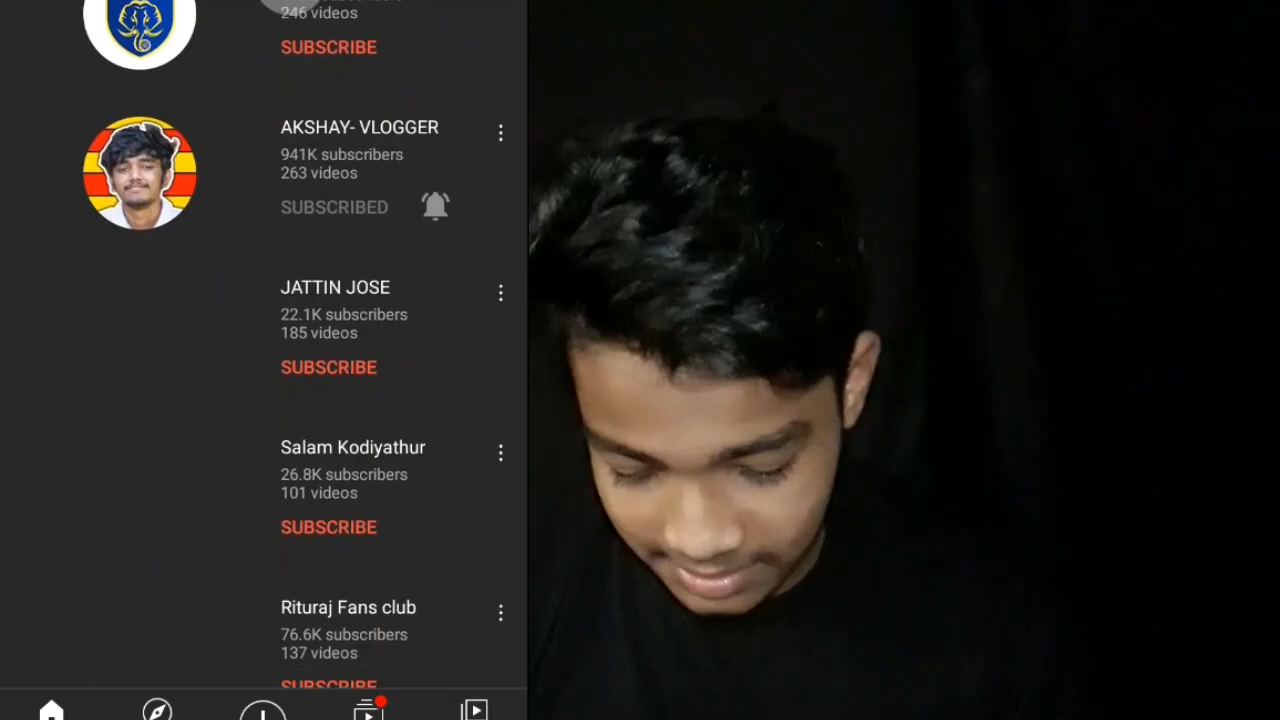 246 videos
SUBSCRIBE
AKSHAY- VLOGGER
941K subscribers
263 videos
SUBSCRIBED
JATTIN JOSE
22.1K subscribers
185 videos
SUBSCRIBE
Salam Kodiyathur
26.8K subscribers
101 videos
SUBSCRIBE
Rituraj Fans club
76.6K subscribers
137 videos
SUBSCRIBE